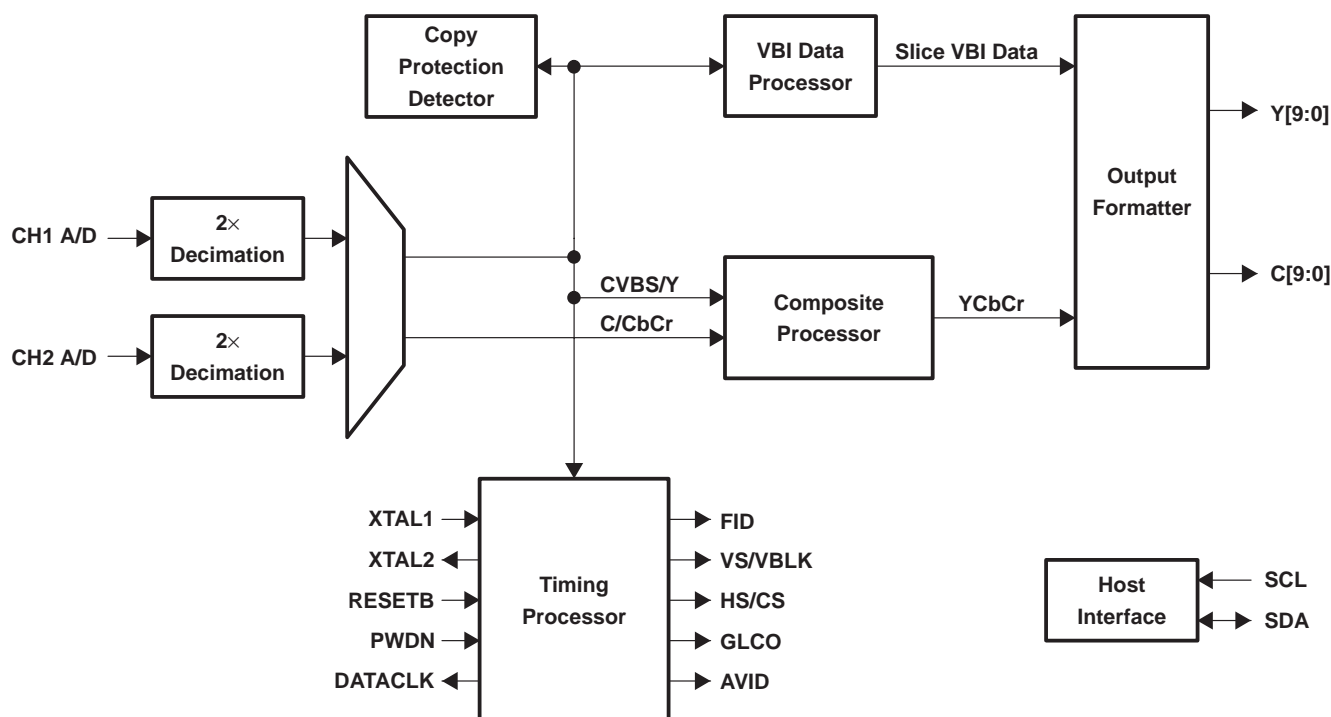 Copy
Protection
Detector
VBI Data
Processor
Slice VBI Data
Y[9:0]
Output
Formatter
C[9:0]
CH1 A/D
2×
Decimation
CH2 A/D
2×
Decimation
CVBS/Y
C/CbCr
Composite
Processor
YCbCr
XTAL1
XTAL2
RESETB
PWDN
DATACLK
Timing
Processor
FID
VS/VBLK
HS/CS
GLCO
AVID
Host
Interface
SCL
SDA